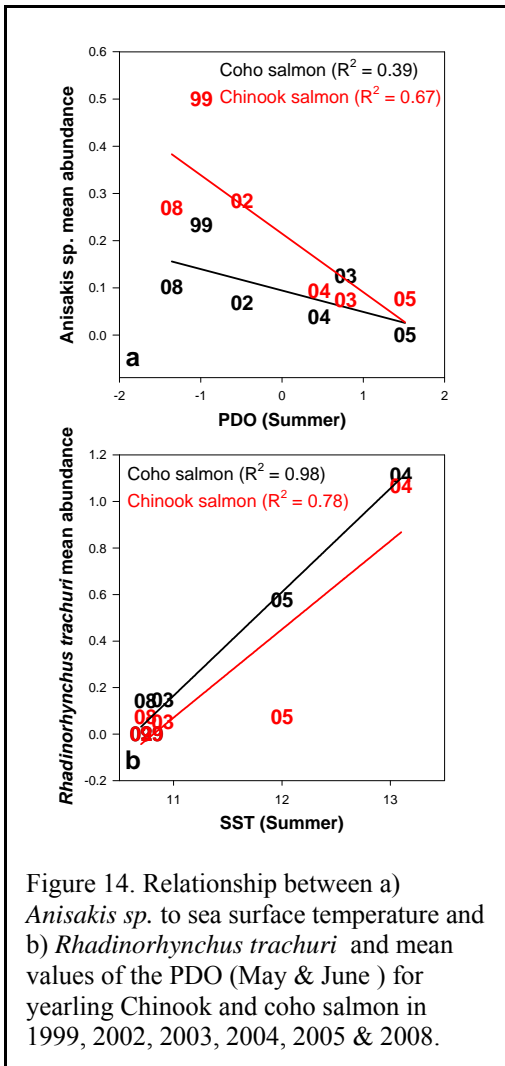 0.6
Coho salmon (R² = 0.39)
99 Chinook salmon (R² = 0.67)
0.5
0.4
0.3
08 02
99
0.2
03
08 04 05
0.1
02 03
04
0.0 05
Anisakis sp. mean abundance
a
-2 -1 0 1 2
PDO (Summer)
1.2
Coho salmon (R² = 0.98) 04
Chinook salmon (R² = 0.78) 04
1.0
0.8
0.6 05
0.4
0.2
08 03
08 03 05
0.0
-0.2
Rhadinorhynchus trachuri mean abundance
b
11 12 13
SST (Summer)
Figure 14. Relationship between a)
Anisakis sp. to sea surface temperature and
b) Rhadinorhynchus trachuri and mean
values of the PDO (May & June ) for
yearling Chinook and coho salmon in
1999, 2002, 2003, 2004, 2005 & 2008.